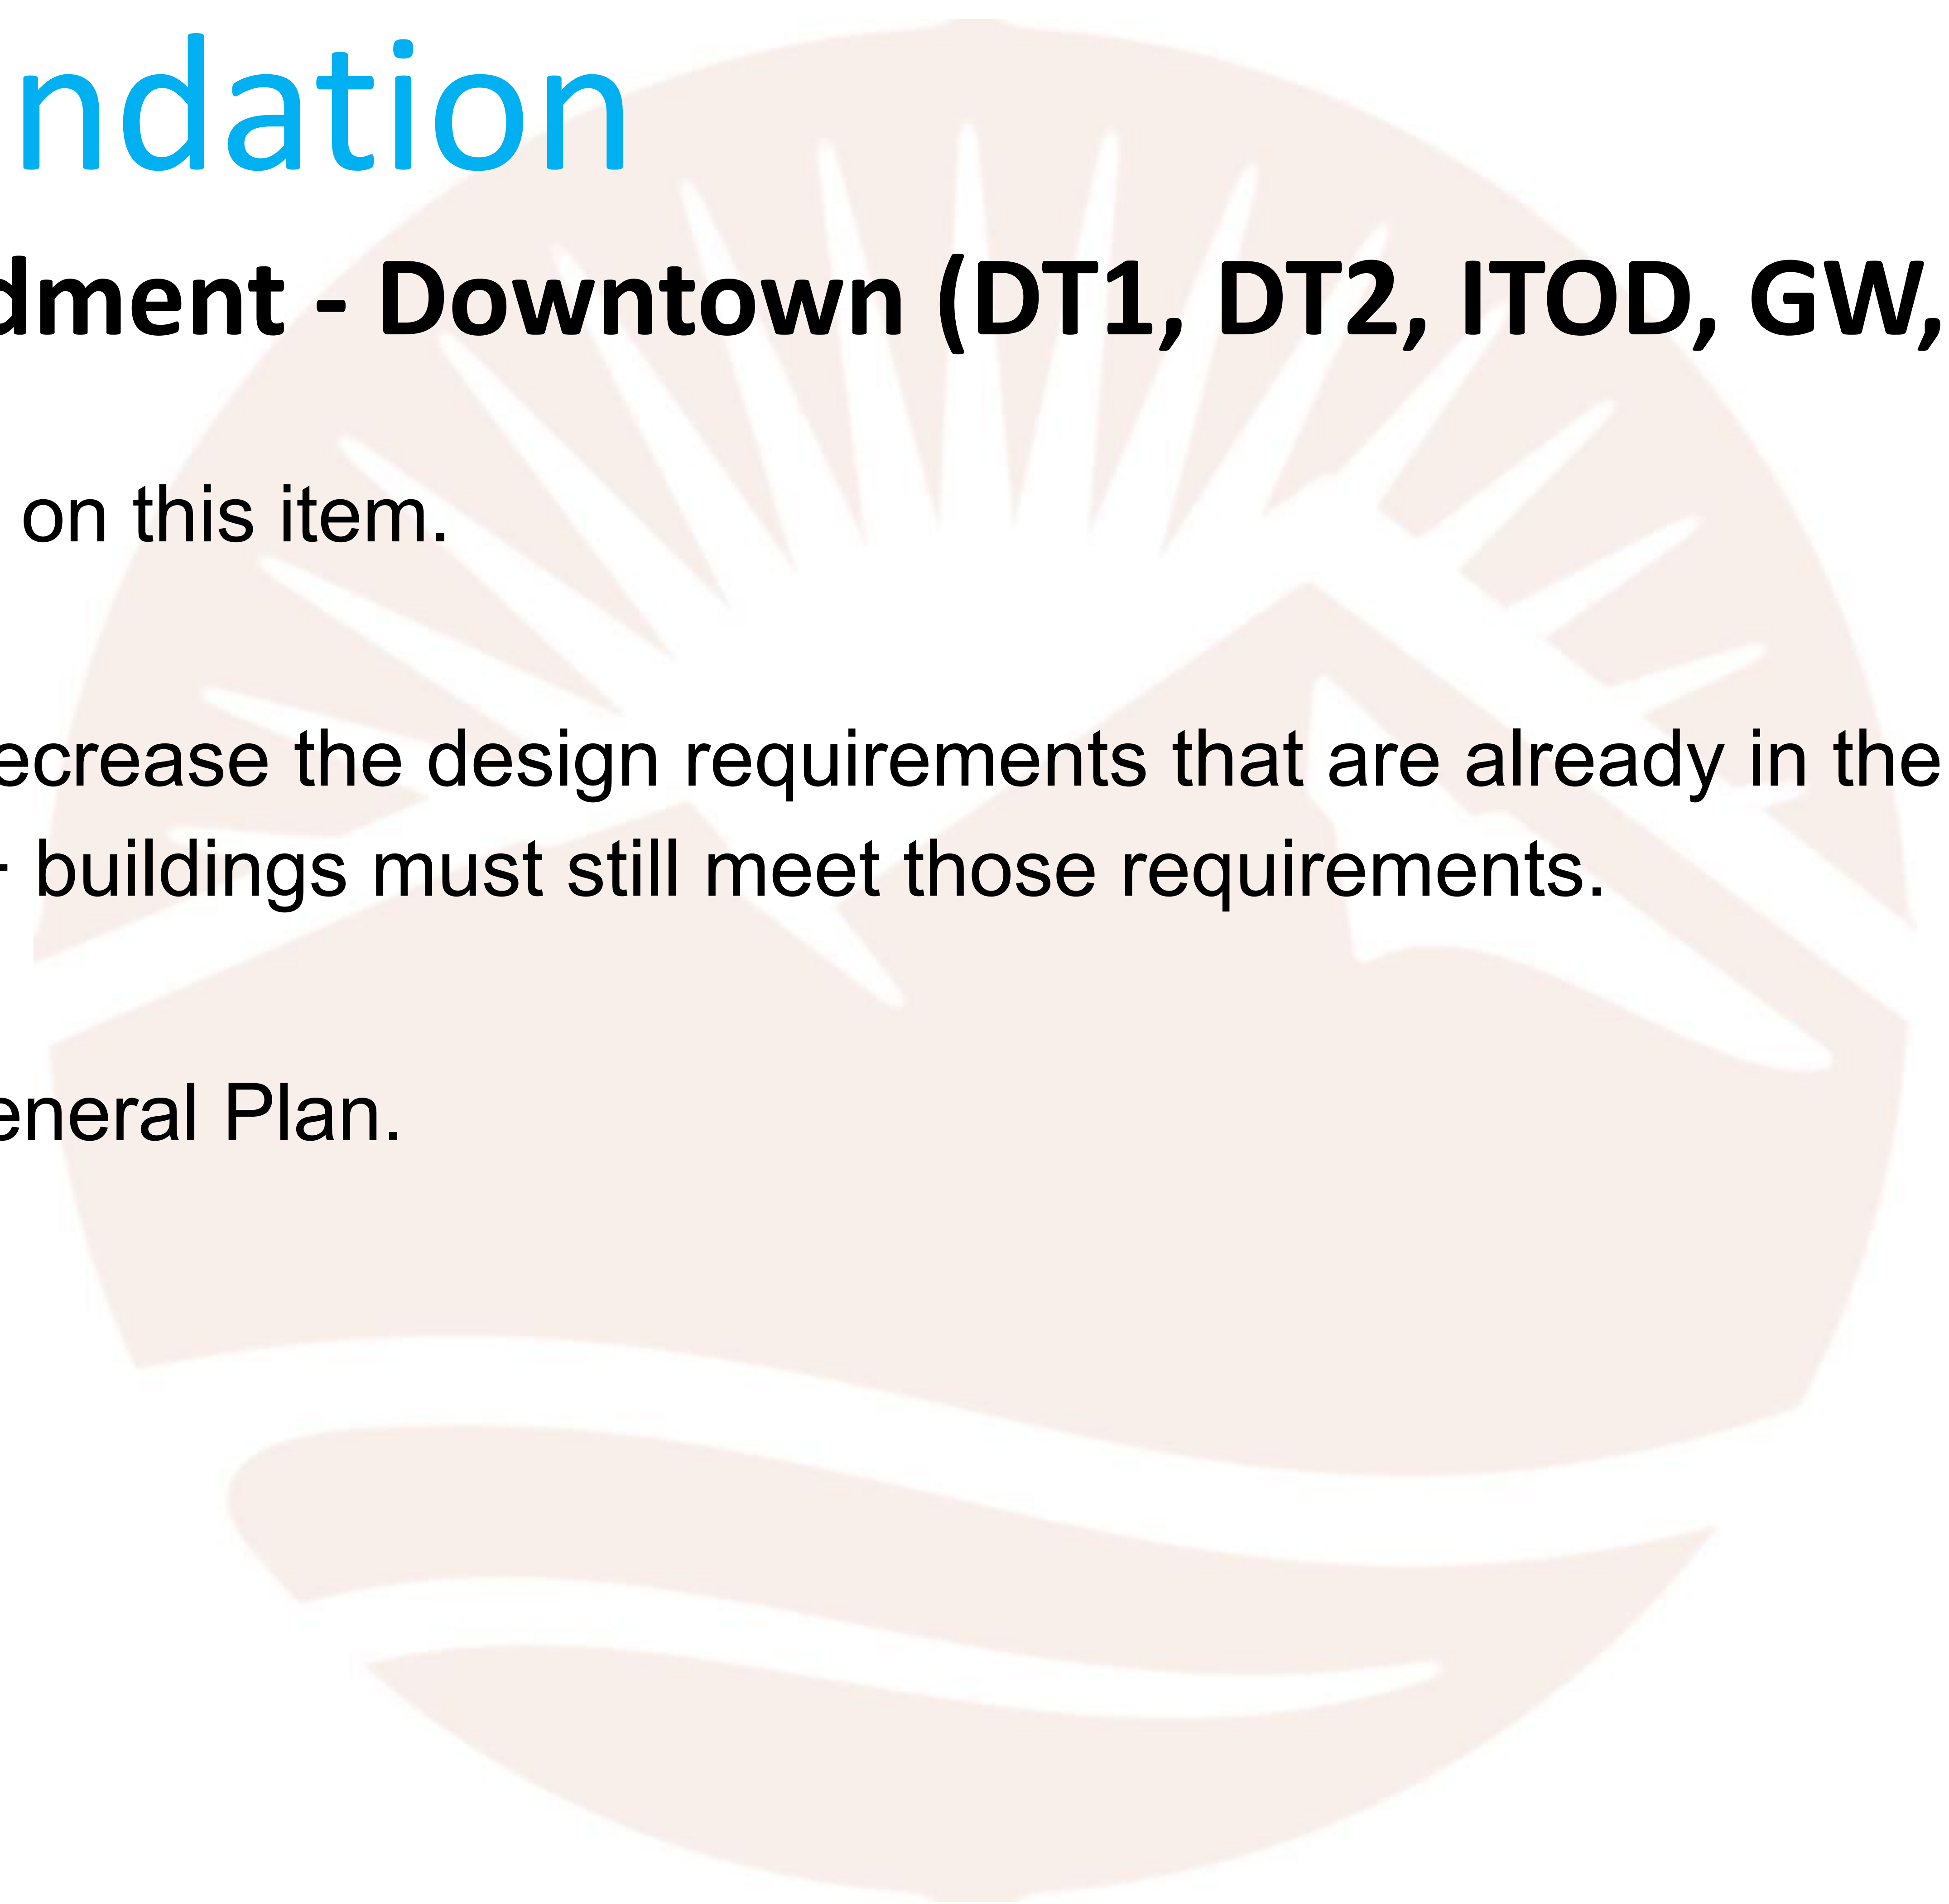 ndation
dment - Downtown (DT1, DT2, ITOD, GW,
on this item.
ecrease the design requirements that are already in the
- buildings must still meet those requirements.
eneral Plan.